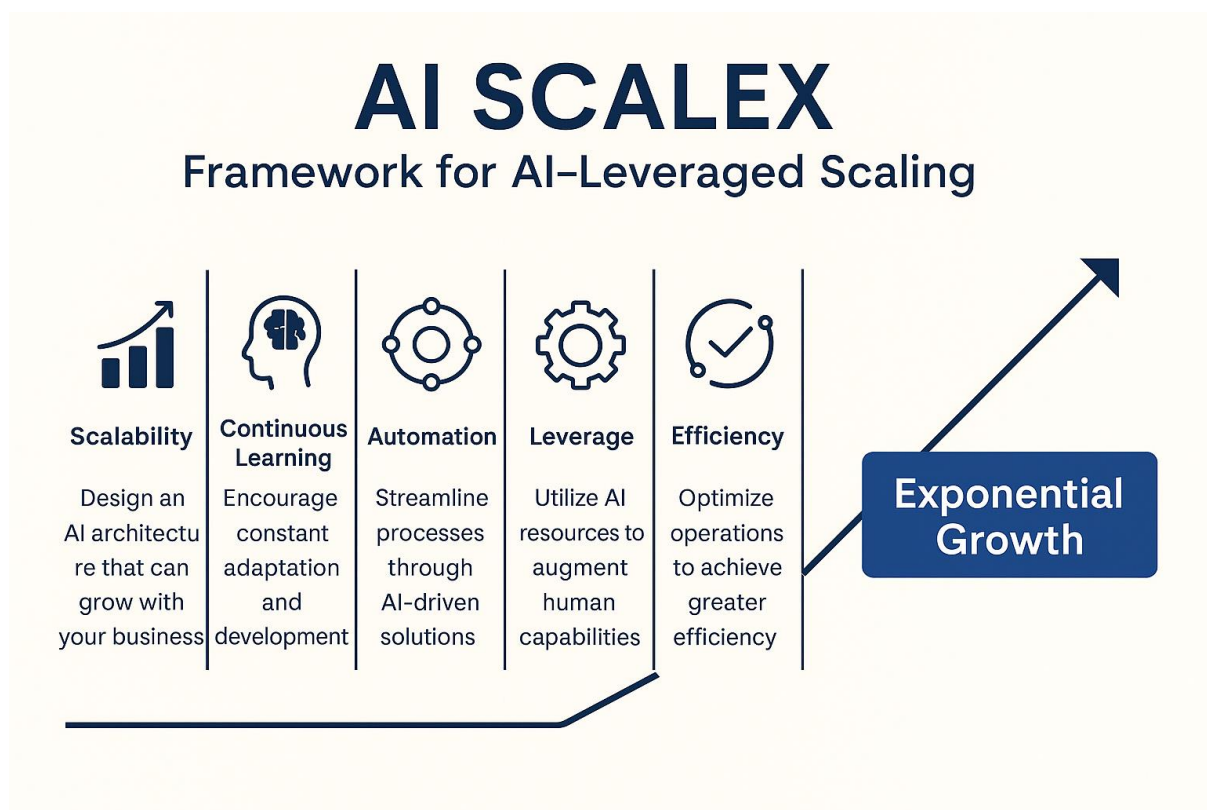 AI SCALEX
Framework for AI–Leveraged Scaling
Scalability
Design an
AI architectu
re that can
grow with
your business
Continuous
Learning
Encourage
constant
adaptation
and
development
Automation
Streamline
processes
through
AI-driven
solutions
Leverage
Utilize AI
resources to
augment
human
capabilities
Efficiency
Optimize
operations
to achieve
greater
efficiency
Exponential
Growth